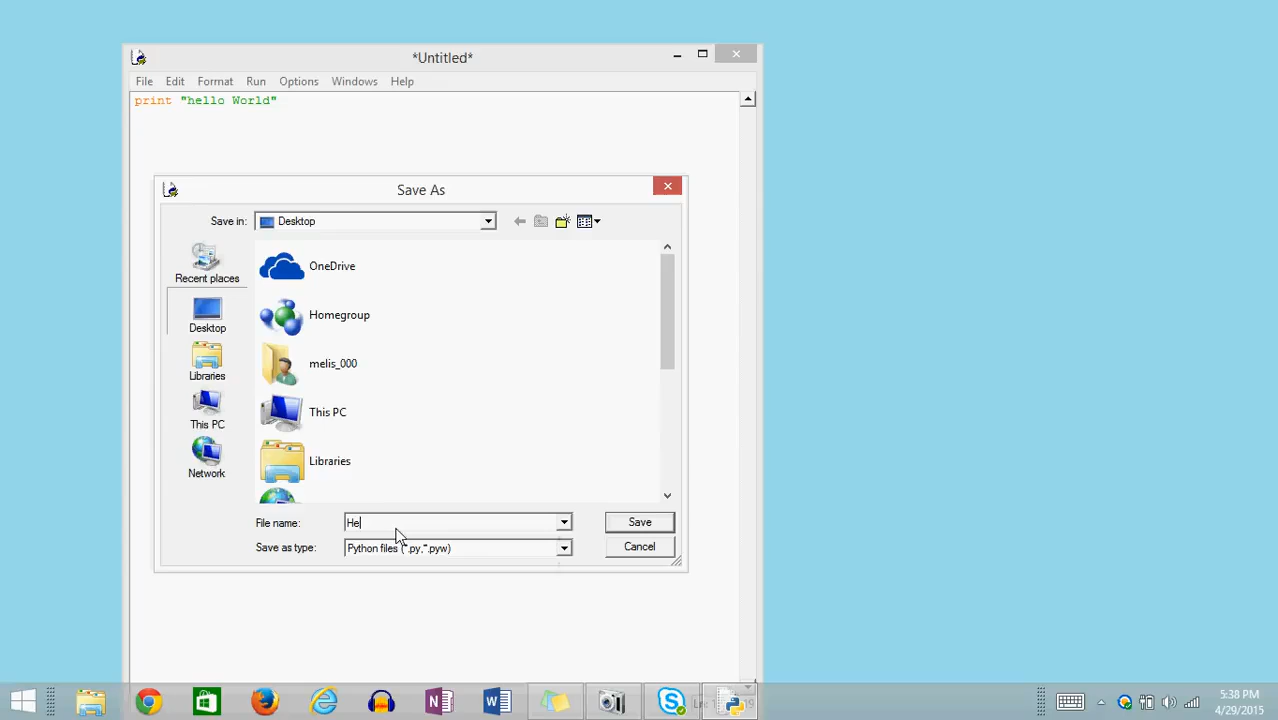 *Untitled*
File Edit Format Run Options Windows Help
print "hello World"
Save As
Save in: Desktop
Recent places
Desktop
Libraries
This PC
Network
OneDrive
Homegroup
melis_000
This PC
Libraries
File name: He
Save
Save as type: Python files (*.py,*.pyw)
Cancel
5:38 PM
4/29/2015